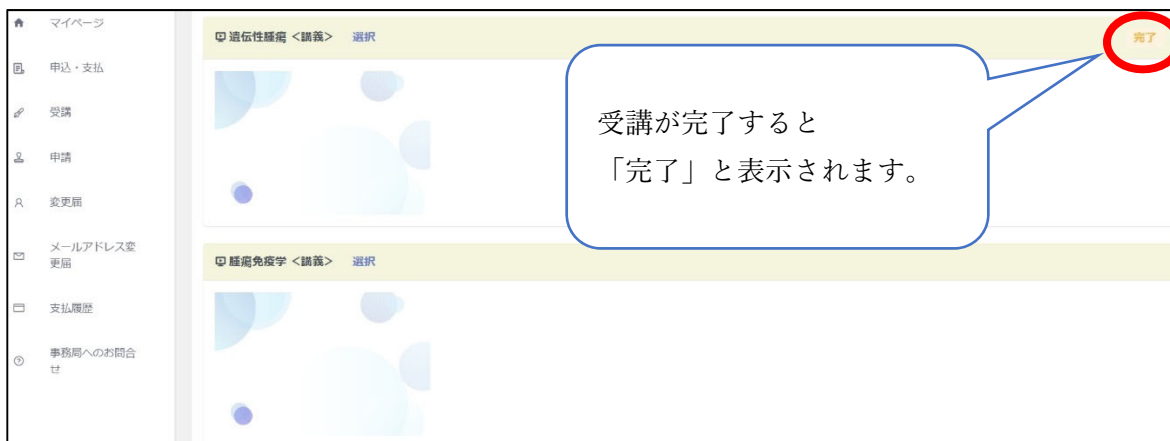 マイページ
申込・支払
受講
申請
変更届
メールアドレス変
更届
支払履歴
事務局へのお問合
せ
遺伝性腫瘍 <講義> 選択
完了
受講が完了すると
「完了」と表示されます。
腫瘍免疫学 <講義> 選択